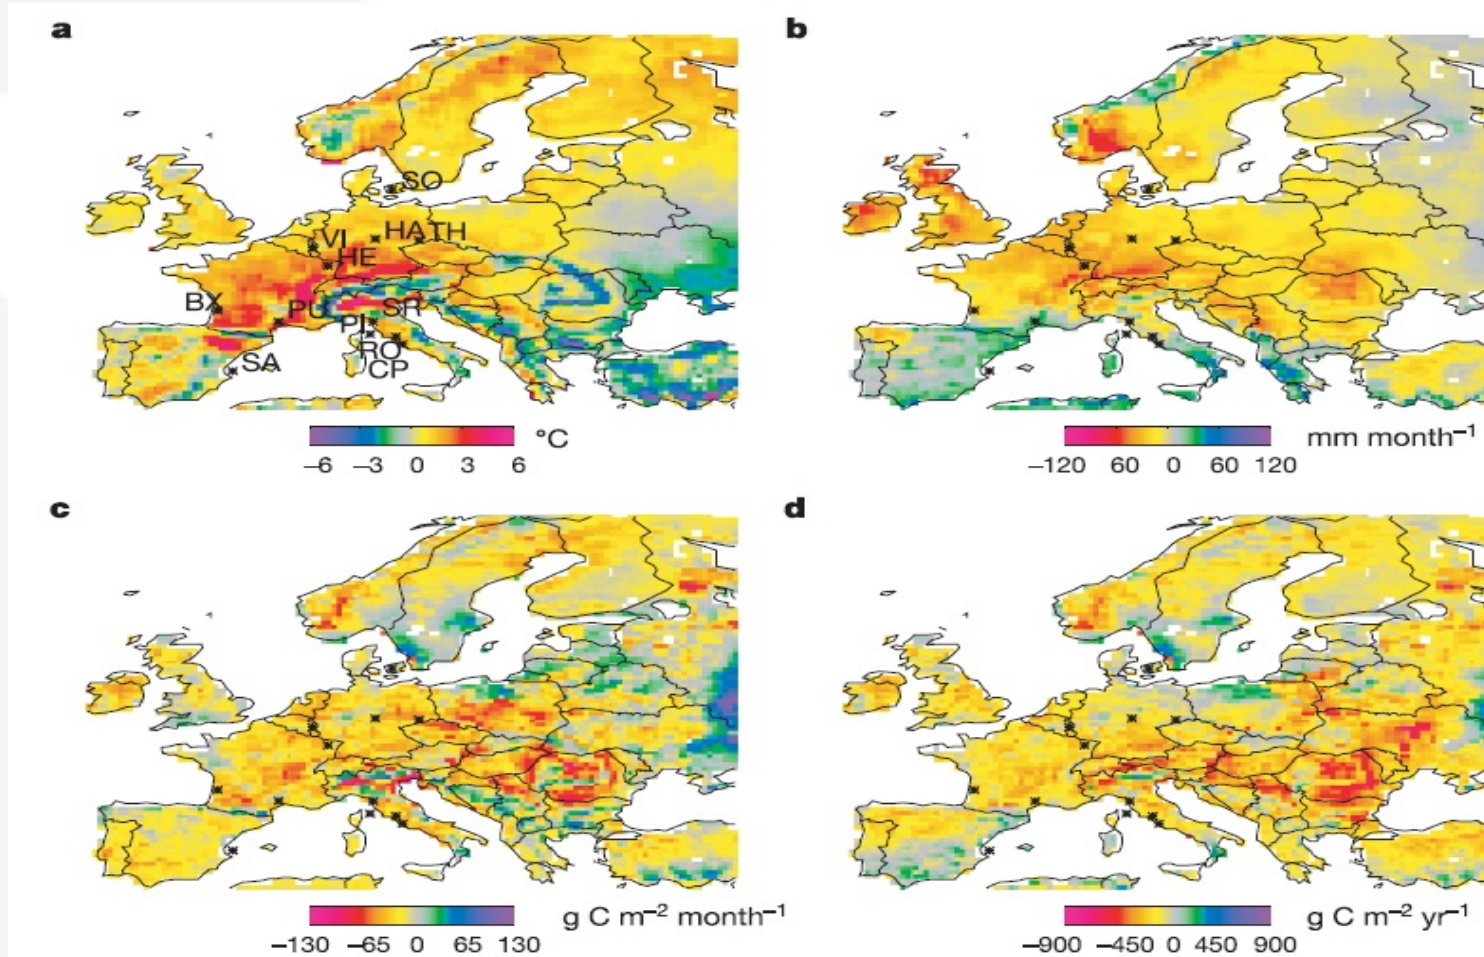 a
b
SO
VI
HATH
HE
BX
PU
SR
PI
RO
SA
CP
°C
mm month⁻¹
–6 –3 0 3 6
–120 60 0 60 120
c
d
g C m⁻² month⁻¹
g C m⁻² yr⁻¹
–130 –65 0 65 130
–900 –450 0 450 900